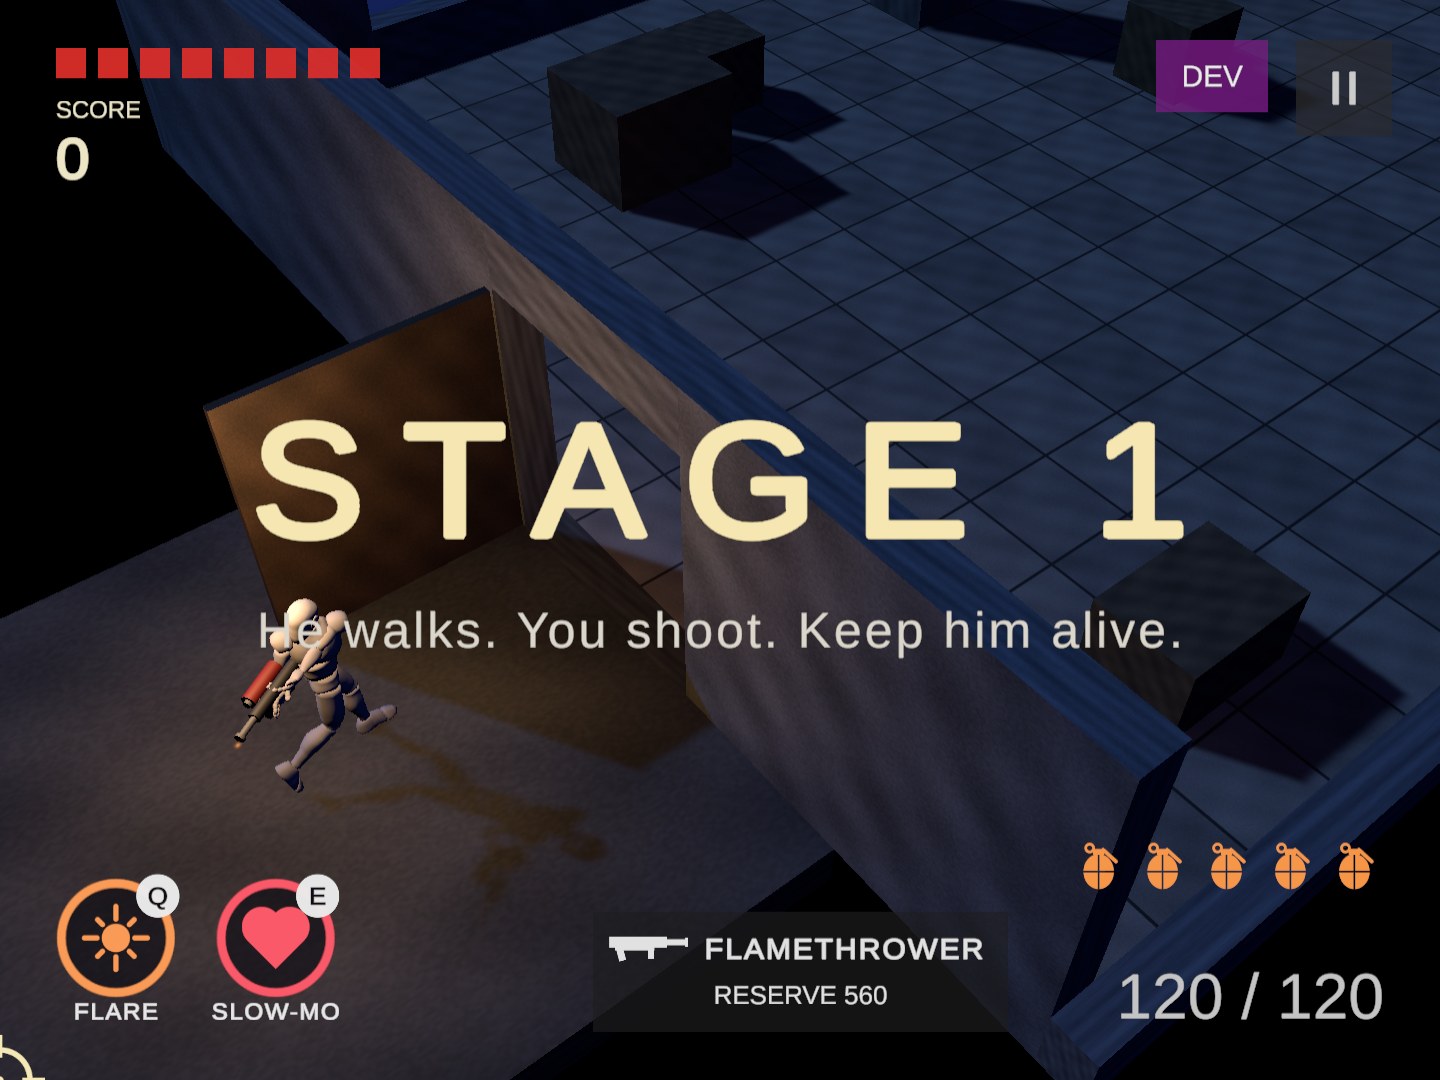 SCORE
0
DEV
STAGE 1
He walks. You shoot. Keep him alive.
Q
E
FLARE
SLOW-MO
FLAMETHROWER
RESERVE 560
120 / 120